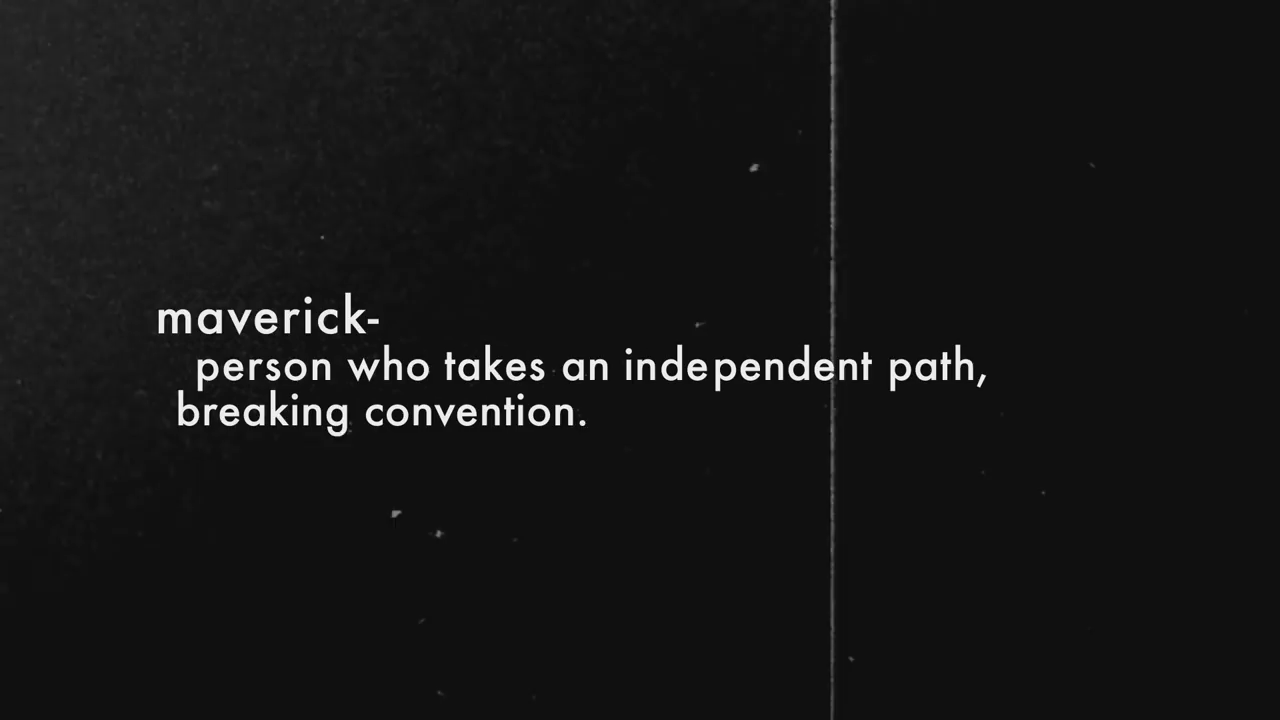 maverick-
person who takes an independent path,
breaking convention.